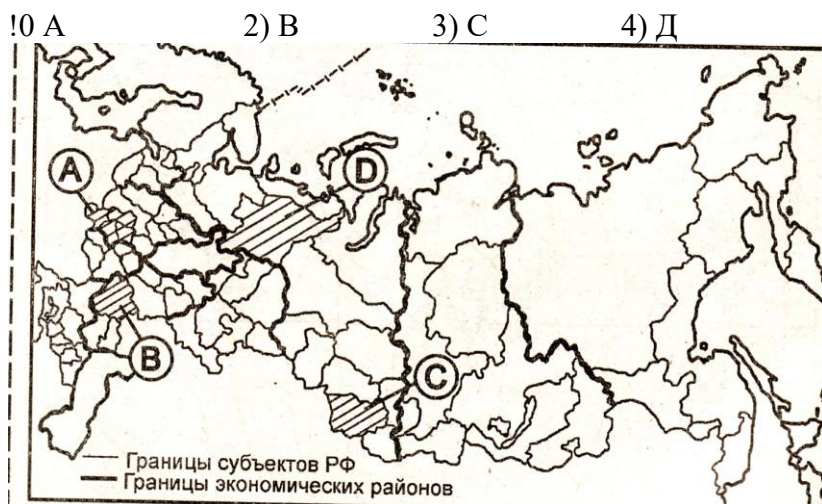 !0 А 2) В 3) С 4) Д
A
D
B
C
Границы субъектов РФ
Границы экономических районов